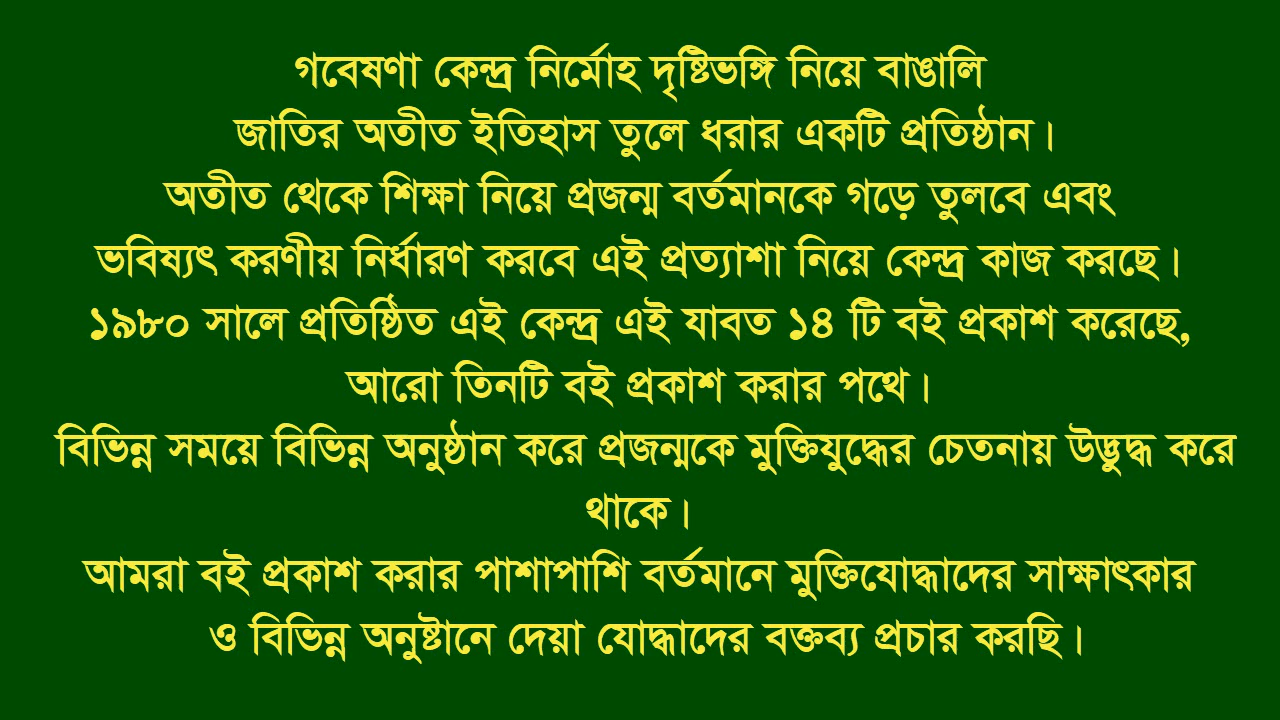 গবেষণা কেন্দ্র নির্মোহ দৃষ্টিভঙ্গি নিয়ে বাঙালি
জাতির অতীত ইতিহাস তুলে ধরার একটি প্রতিষ্ঠান।
অতীত থেকে শিক্ষা নিয়ে প্রজন্ম বর্তমানকে গড়ে তুলবে এবং
ভবিষ্যৎ করণীয় নির্ধারণ করবে এই প্রত্যাশা নিয়ে কেন্দ্র কাজ করছে।
১৯৮০ সালে প্রতিষ্ঠিত এই কেন্দ্র এই যাবত ১৪ টি বই প্রকাশ করেছে,
আরো তিনটি বই প্রকাশ করার পথে।
বিভিন্ন সময়ে বিভিন্ন অনুষ্ঠান করে প্রজন্মকে মুক্তিযুদ্ধের চেতনায় উদ্ভুদ্ধ করে
থাকে।
আমরা বই প্রকাশ করার পাশাপাশি বর্তমানে মুক্তিযোদ্ধাদের সাক্ষাৎকার
ও বিভিন্ন অনুষ্টানে দেয়া যোদ্ধাদের বক্তব্য প্রচার করছি।